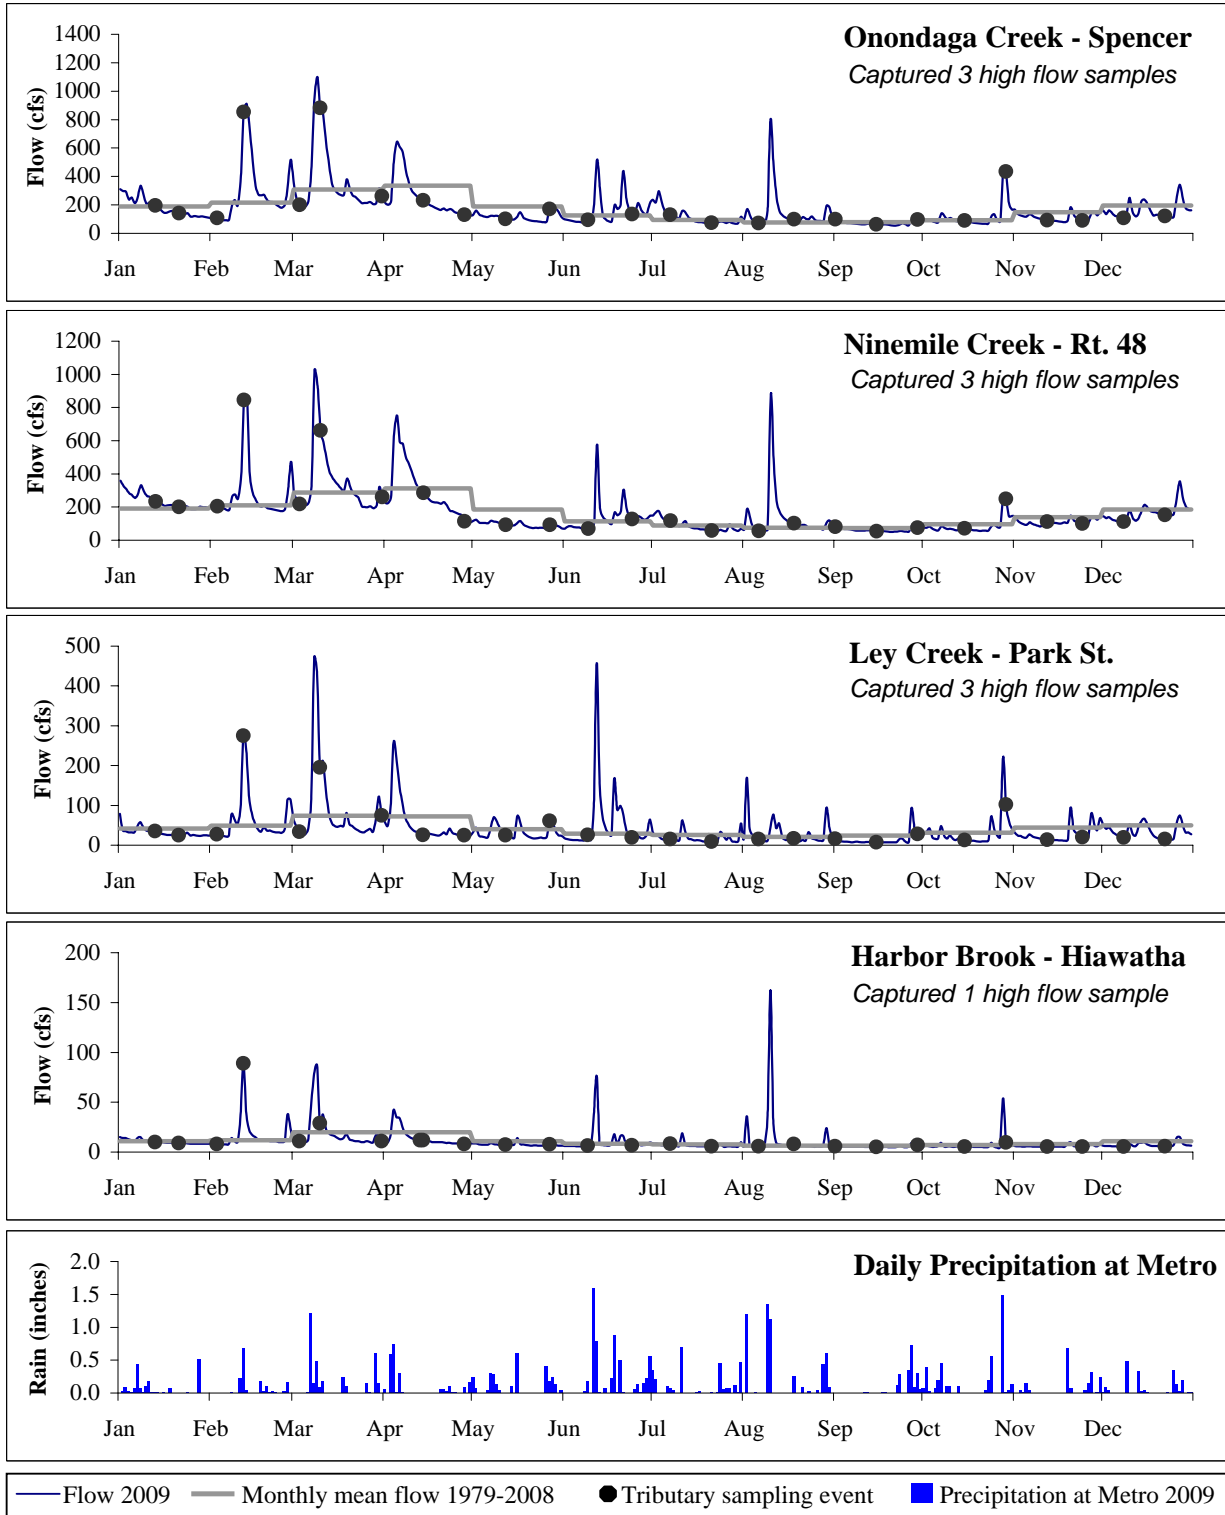 Onondaga Creek - Spencer
Captured 3 high flow samples
Flow (cfs)
1400
1200
1000
800
600
400
200
0
Jan Feb Mar Apr May Jun Jul Aug Sep Oct Nov Dec
Ninemile Creek - Rt. 48
Captured 3 high flow samples
Flow (cfs)
1200
1000
800
600
400
200
0
Jan Feb Mar Apr May Jun Jul Aug Sep Oct Nov Dec
Ley Creek - Park St.
Captured 3 high flow samples
Flow (cfs)
500
400
300
200
100
0
Jan Feb Mar Apr May Jun Jul Aug Sep Oct Nov Dec
Harbor Brook - Hiawatha
Captured 1 high flow sample
Flow (cfs)
200
150
100
50
0
Jan Feb Mar Apr May Jun Jul Aug Sep Oct Nov Dec
Daily Precipitation at Metro
Rain (inches)
2.0
1.5
1.0
0.5
0.0
Jan Feb Mar Apr May Jun Jul Aug Sep Oct Nov Dec
Flow 2009 Monthly mean flow 1979-2008 Tributary sampling event Precipitation at Metro 2009